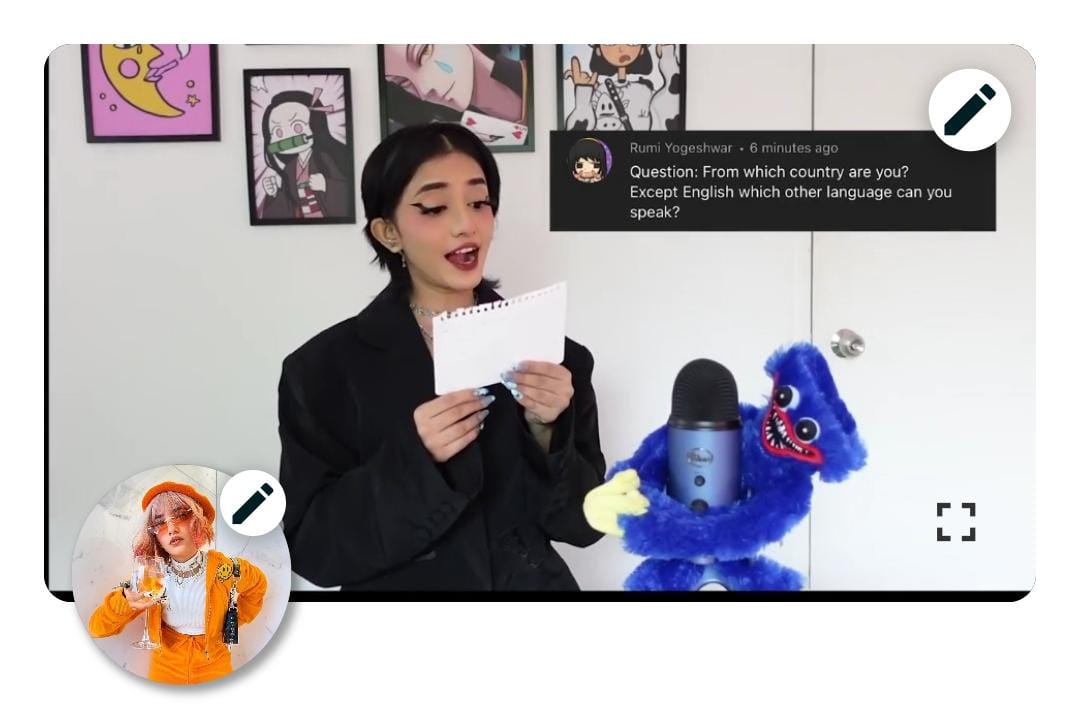 Rumi Yogeshwar • 6 minutes ago
Question: From which country are you?
Except English which other language can you
speak?